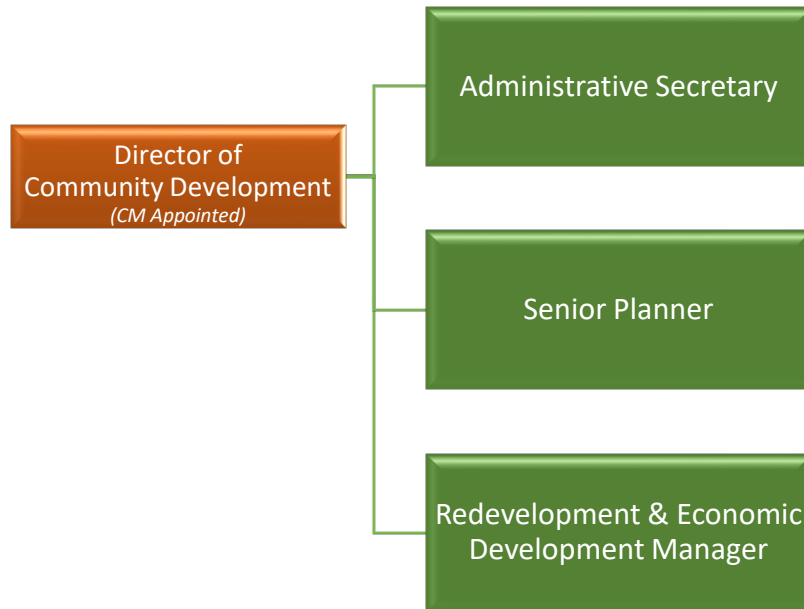 Administrative Secretary
Director of
Community Development
(CM Appointed)
Senior Planner
Redevelopment & Economic
Development Manager